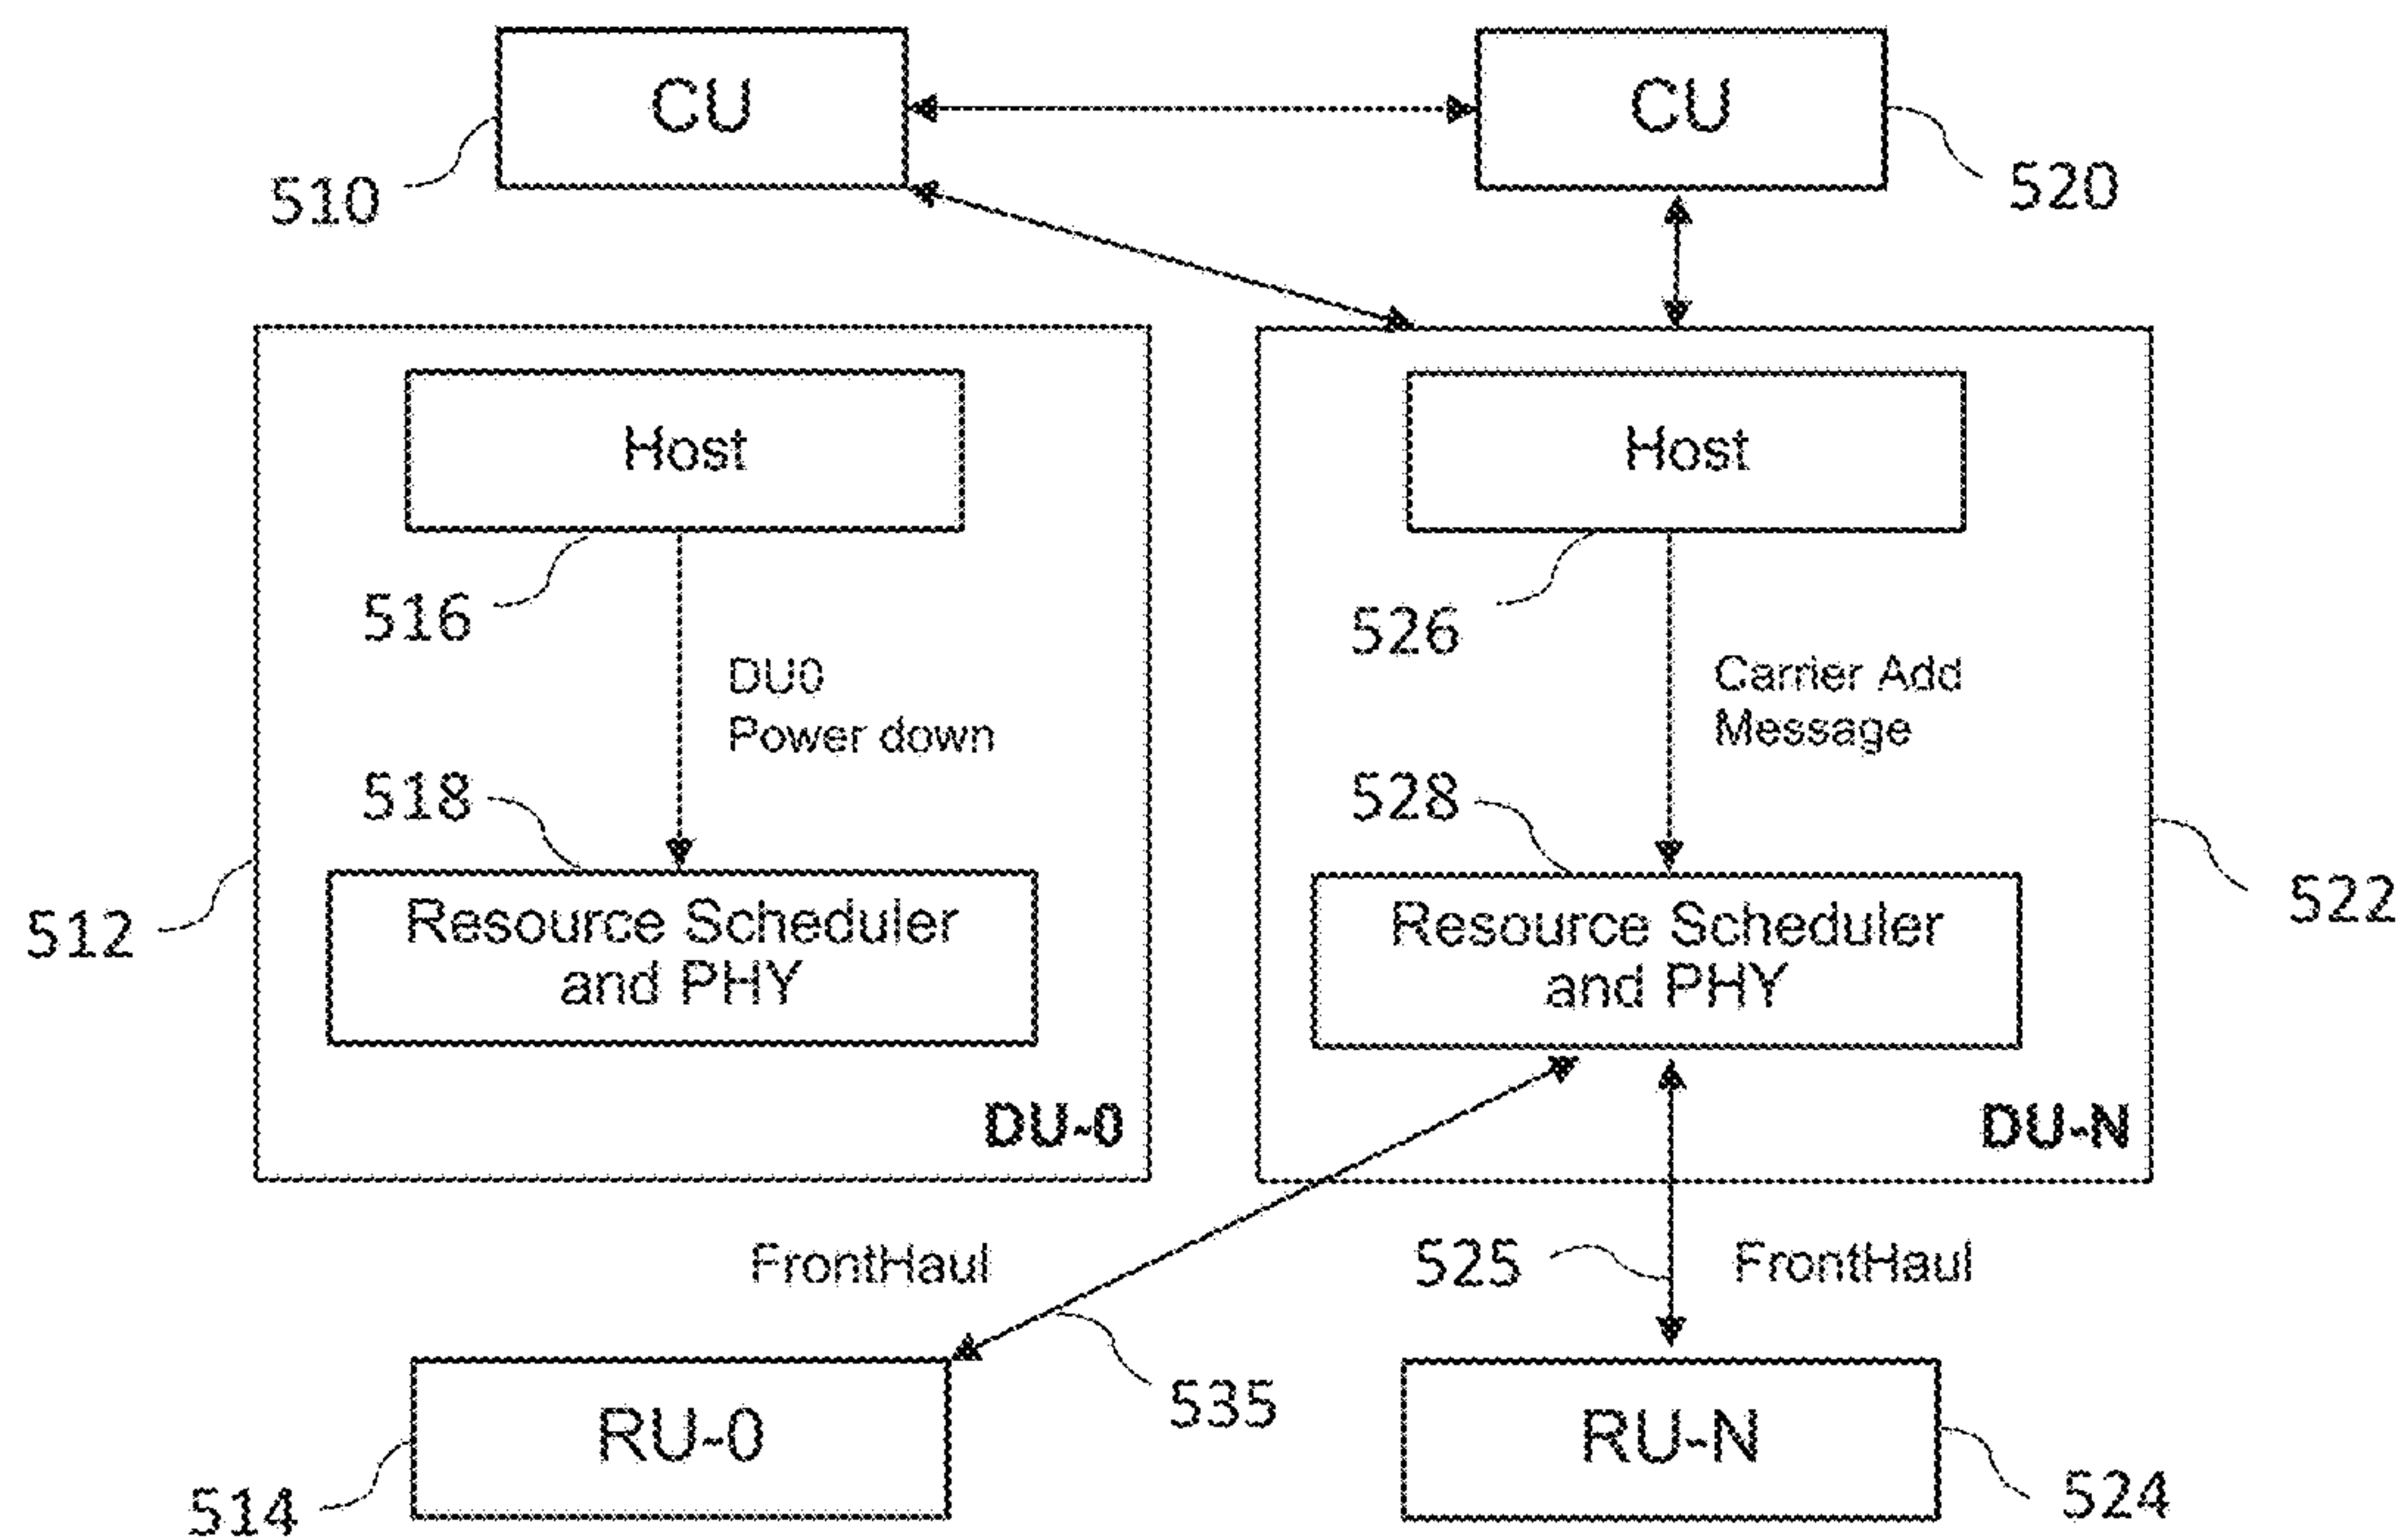 CU
CU
510
520
Host
Host
516
526
DU0
Power down
Carrier Add
Message
518
528
Resource Scheduler
and PHY
Resource Scheduler
and PHY
512
522
DU-0
DU-N
FrontHaul
525
FrontHaul
535
RU-0
RU-N
514
524